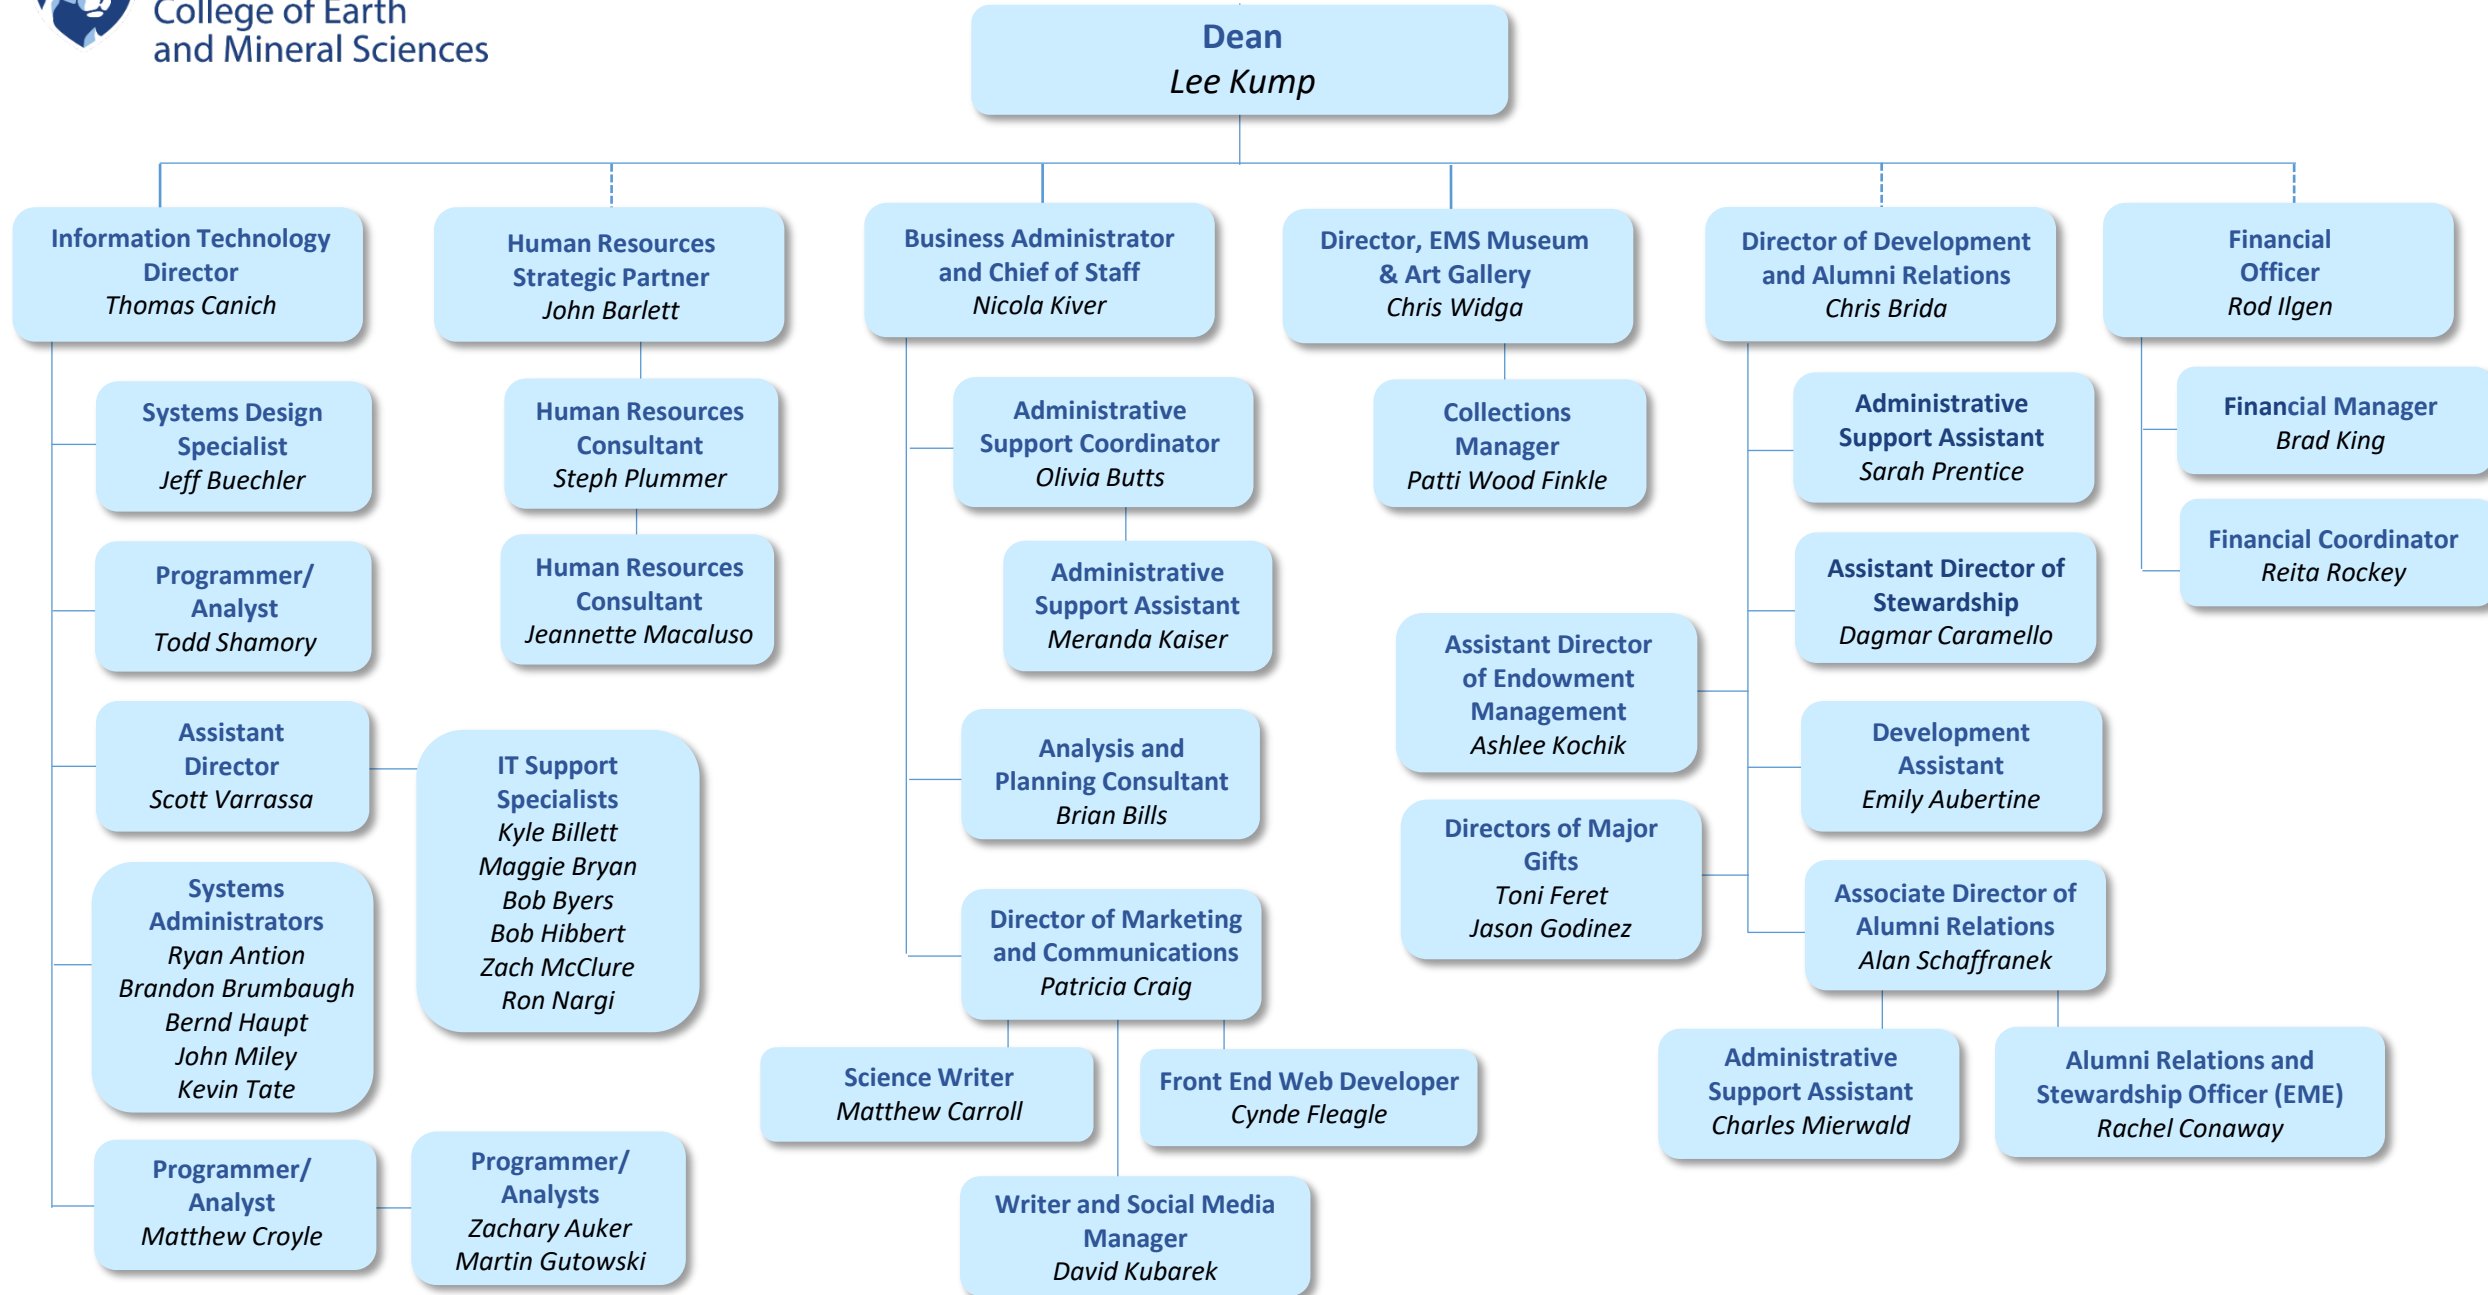 College of Earth
and Mineral Sciences
Dean
Lee Kump
Information Technology
Director
Thomas Canich
Human Resources
Strategic Partner
John Barlett
Business Administrator
and Chief of Staff
Nicola Kiver
Director, EMS Museum
& Art Gallery
Chris Widga
Director of Development
and Alumni Relations
Chris Brida
Financial
Officer
Rod Ilgen
Systems Design
Specialist
Jeff Buechler
Programmer/
Analyst
Todd Shamory
Assistant
Director
Scott Varrassa
IT Support
Specialists
Kyle Billett
Maggie Bryan
Bob Byers
Bob Hibbert
Zach McClure
Ron Nargi
Systems
Administrators
Ryan Antion
Brandon Brumbaugh
Bernd Haupt
John Miley
Kevin Tate
Programmer/
Analyst
Matthew Croyle
Programmer/
Analysts
Zachary Auker
Martin Gutowski
Human Resources
Consultant
Steph Plummer
Human Resources
Consultant
Jeannette Macaluso
Administrative
Support Coordinator
Olivia Butts
Administrative
Support Assistant
Meranda Kaiser
Analysis and
Planning Consultant
Brian Bills
Director of Marketing
and Communications
Patricia Craig
Science Writer
Matthew Carroll
Front End Web Developer
Cynde Fleagle
Writer and Social Media
Manager
David Kubarek
Collections
Manager
Patti Wood Finkle
Administrative
Support Assistant
Sarah Prentice
Assistant Director of
Stewardship
Dagmar Caramello
Assistant Director
of Endowment
Management
Ashlee Kochik
Development
Assistant
Emily Aubertine
Directors of Major
Gifts
Toni Feret
Jason Godinez
Associate Director of
Alumni Relations
Alan Schaffranek
Administrative
Support Assistant
Charles Mierwald
Alumni Relations and
Stewardship Officer (EME)
Rachel Conaway
Financial Manager
Brad King
Financial Coordinator
Reita Rockey